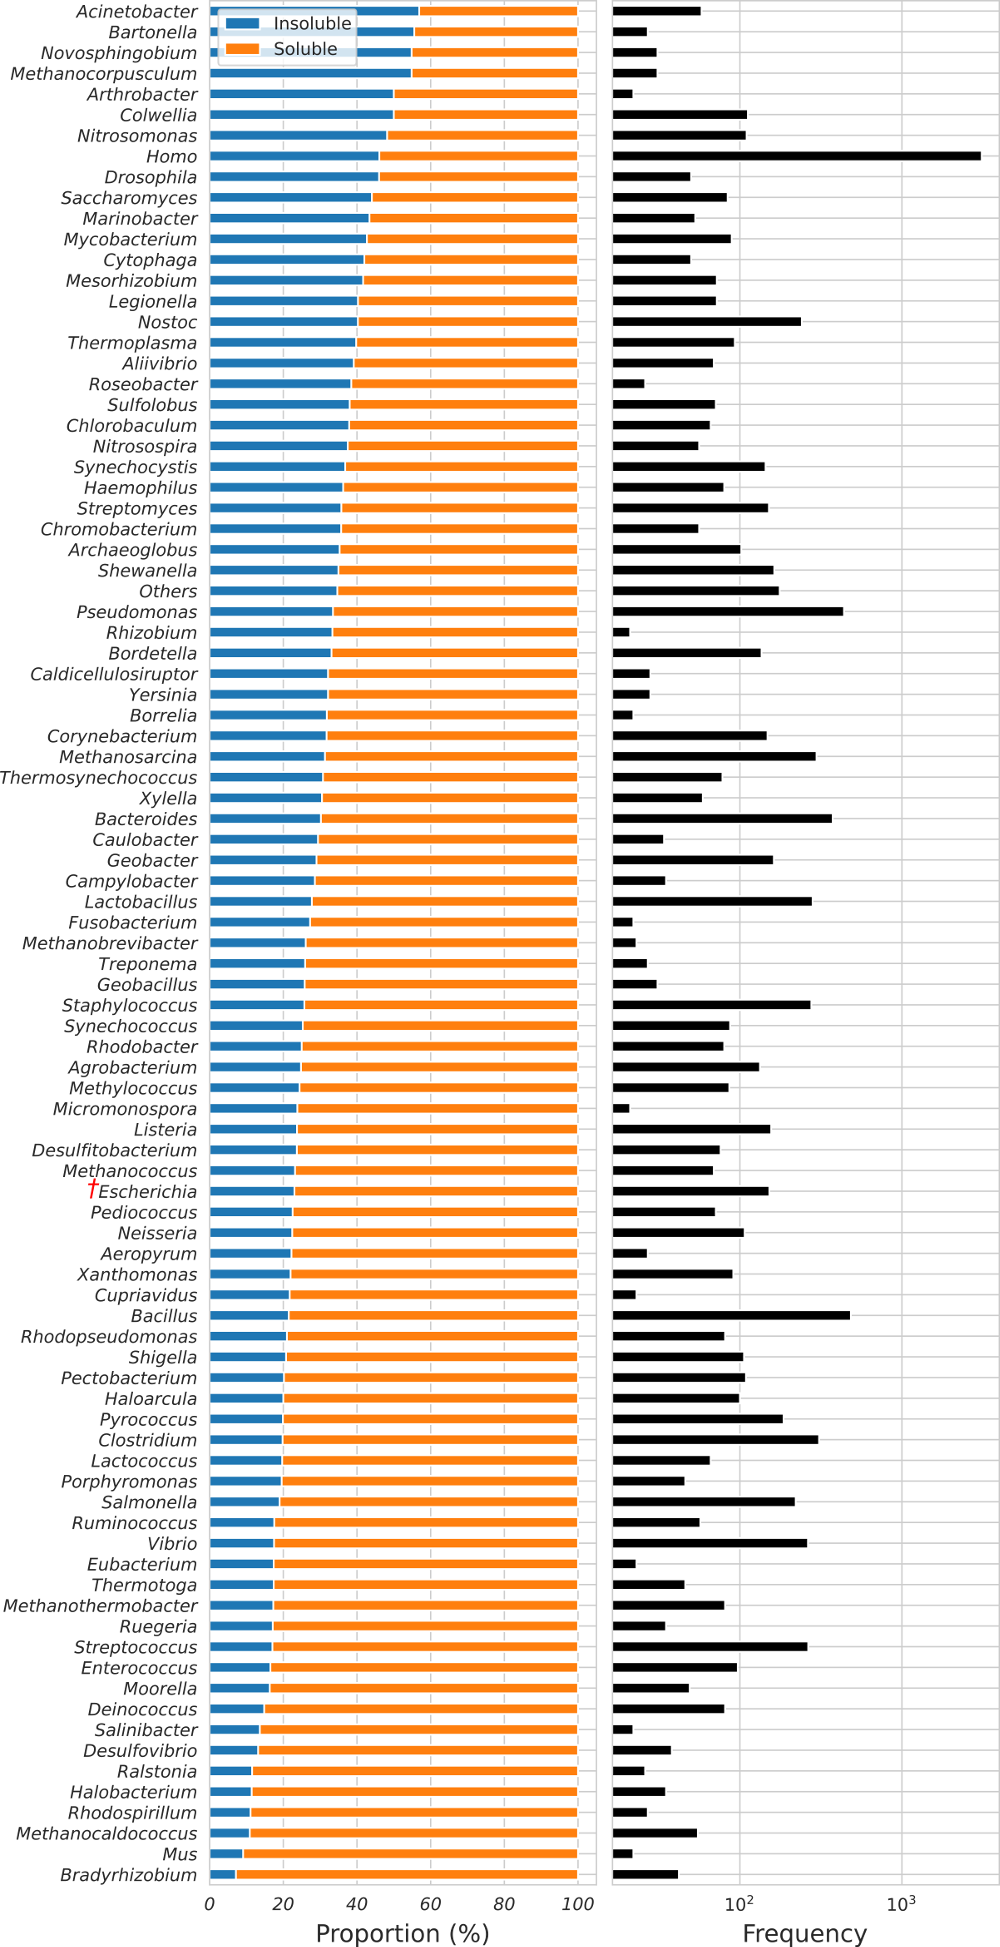 Acinetobacter
Bartonella
Novosphingobium
Methanocorpusculum
Arthrobacter
Colwellia
Nitrosomonas
Homo
Drosophila
Saccharomyces
Marinobacter
Mycobacterium
Cytophaga
Mesorhizobium
Legionella
Nostoc
Thermoplasma
Aliivibrio
Roseobacter
Sulfolobus
Chlorobaculum
Nitrosospira
Synechocystis
Haemophilus
Streptomyces
Chromobacterium
Archaeoglobus
Shewanella
Others
Pseudomonas
Rhizobium
Bordetella
Caldicellulosiruptor
Yersinia
Borrelia
Corynebacterium
Methanosarcina
Thermosynechococcus
Xylella
Bacteroides
Caulobacter
Geobacter
Campylobacter
Lactobacillus
Fusobacterium
Methanobrevibacter
Treponema
Geobacillus
Staphylococcus
Synechococcus
Rhodobacter
Agrobacterium
Methylococcus
Micromonospora
Listeria
Desulfitobacterium
Methanococcus
†Escherichia
Pediococcus
Neisseria
Aeropyrum
Xanthomonas
Cupriavidus
Bacillus
Rhodopseudomonas
Shigella
Pectobacterium
Haloarcula
Pyrococcus
Clostridium
Lactococcus
Porphyromonas
Salmonella
Ruminococcus
Vibrio
Eubacterium
Thermotoga
Methanothermobacter
Ruegeria
Streptococcus
Enterococcus
Moorella
Deinococcus
Salinibacter
Desulfovibrio
Ralstonia
Halobacterium
Rhodospirillum
Methanocaldococcus
Mus
Bradyrhizobium
Insoluble
Soluble
0 20 40 60 80 100
Proportion (%)
10² 10³
Frequency